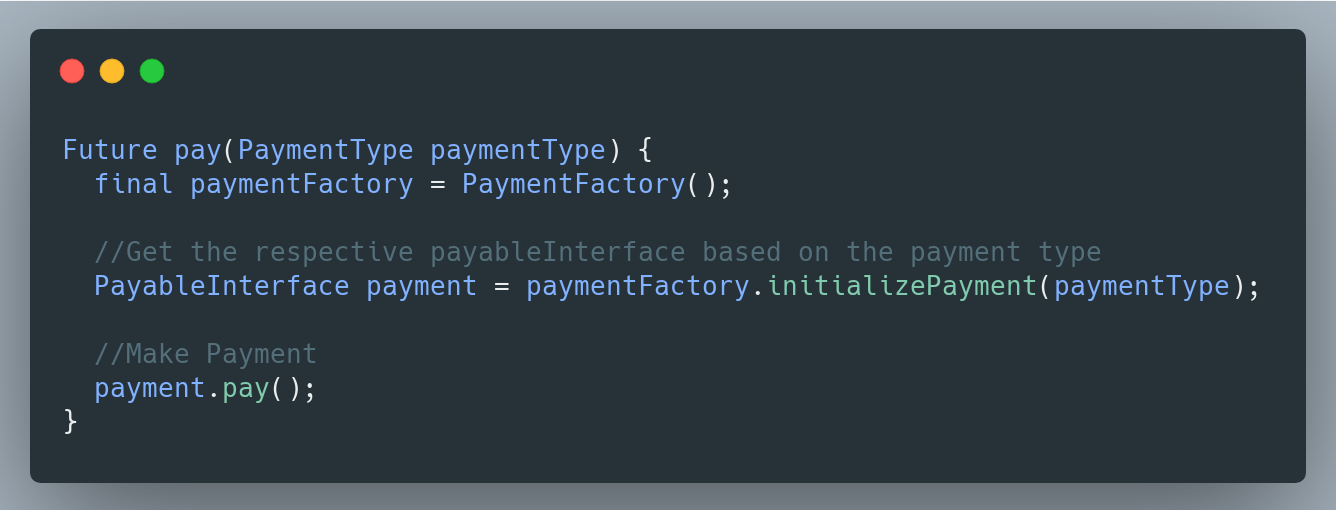 Future pay(PaymentType paymentType) {
  final paymentFactory = PaymentFactory();

  //Get the respective payableInterface based on the payment type
  PayableInterface payment = paymentFactory.initializePayment(paymentType);

  //Make Payment
  payment.pay();
}